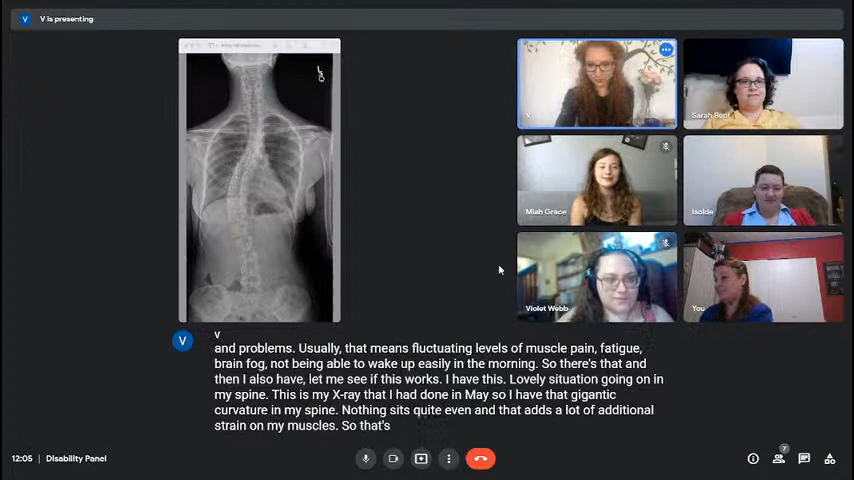 V
V is presenting
V
Sarah Bent
Miah Grace
Isolde
Violet Webb
You
V
V
and problems. Usually, that means fluctuating levels of muscle pain, fatigue,
brain fog, not being able to wake up easily in the morning. So there's that and
then I also have, let me see if this works. I have this. Lovely situation going on in
my spine. This is my X-ray that I had done in May so I have that gigantic
curvature in my spine. Nothing sits quite even and that adds a lot of additional
strain on my muscles. So that's
12:05 | Disability Panel
7